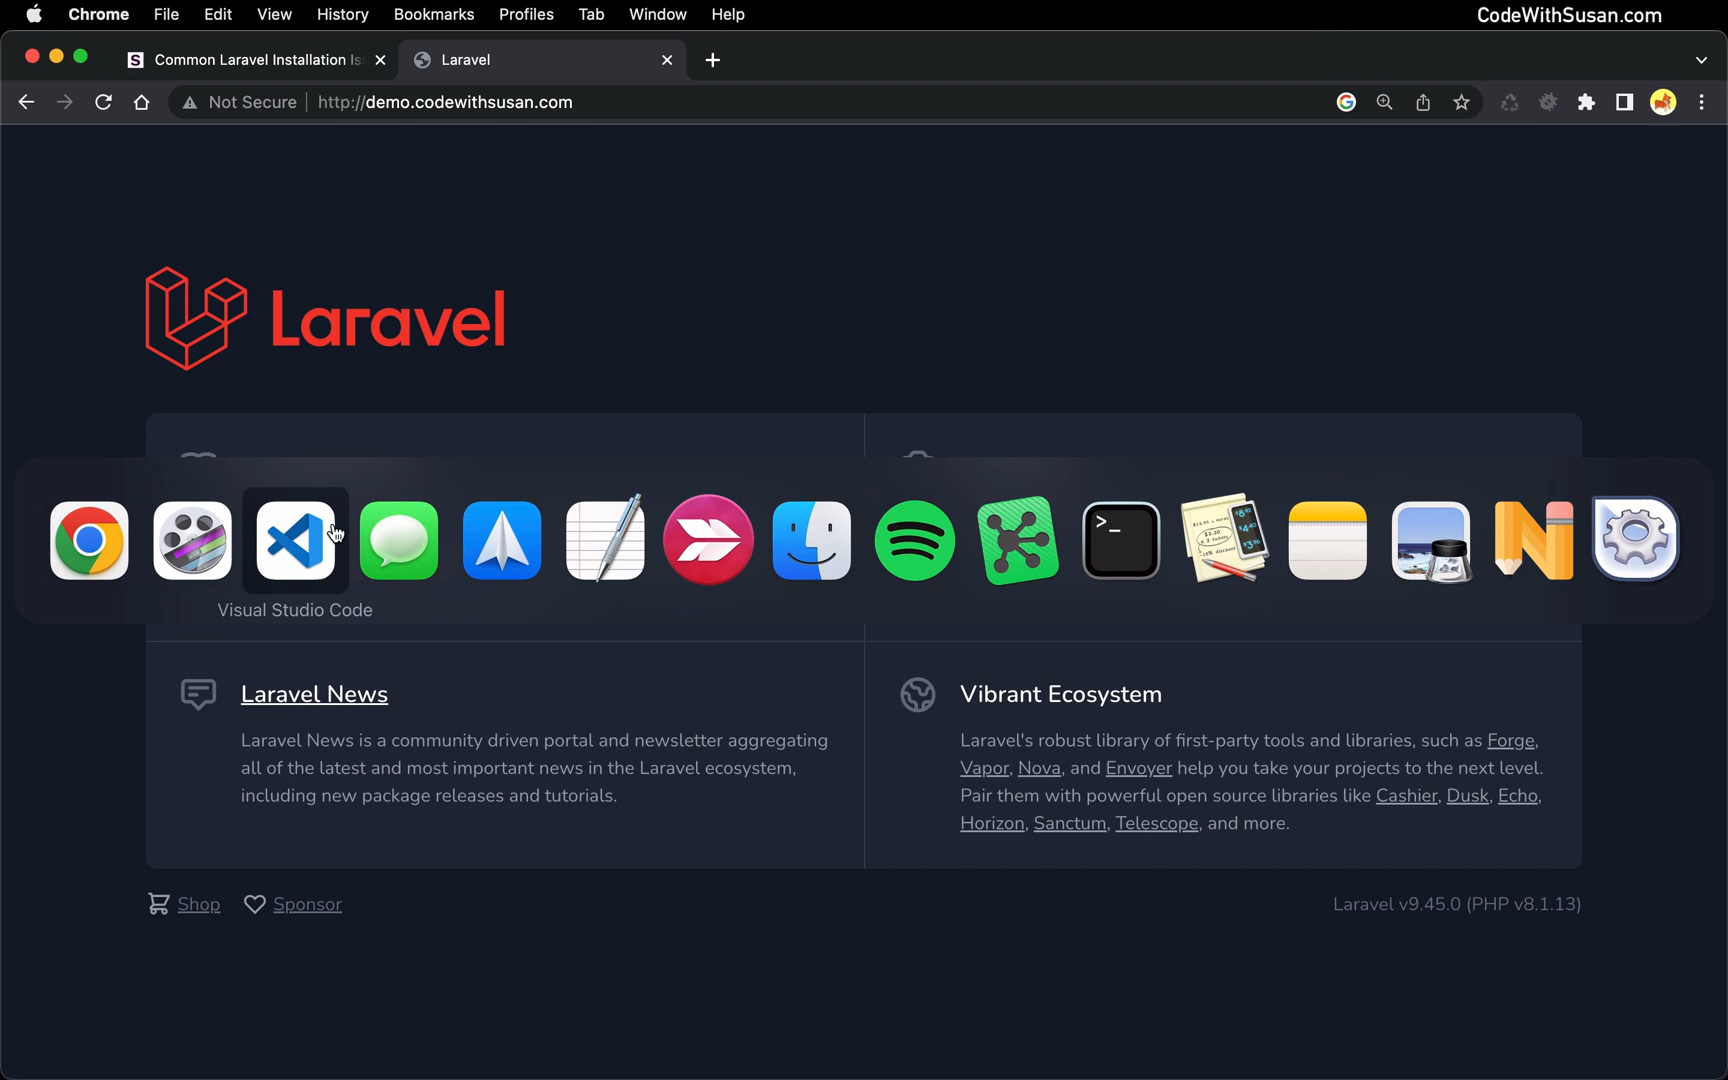 Chrome File Edit View History Bookmarks Profiles Tab Window Help CodeWithSusan.com
S Common Laravel Installation Is Laravel
Not Secure http://demo.codewithsusan.com
Laravel
Visual Studio Code
Laravel News
Laravel News is a community driven portal and newsletter aggregating
all of the latest and most important news in the Laravel ecosystem,
including new package releases and tutorials.
Vibrant Ecosystem
Laravel's robust library of first-party tools and libraries, such as Forge,
Vapor, Nova, and Envoyer help you take your projects to the next level.
Pair them with powerful open source libraries like Cashier, Dusk, Echo,
Horizon, Sanctum, Telescope, and more.
Shop Sponsor Laravel v9.45.0 (PHP v8.1.13)